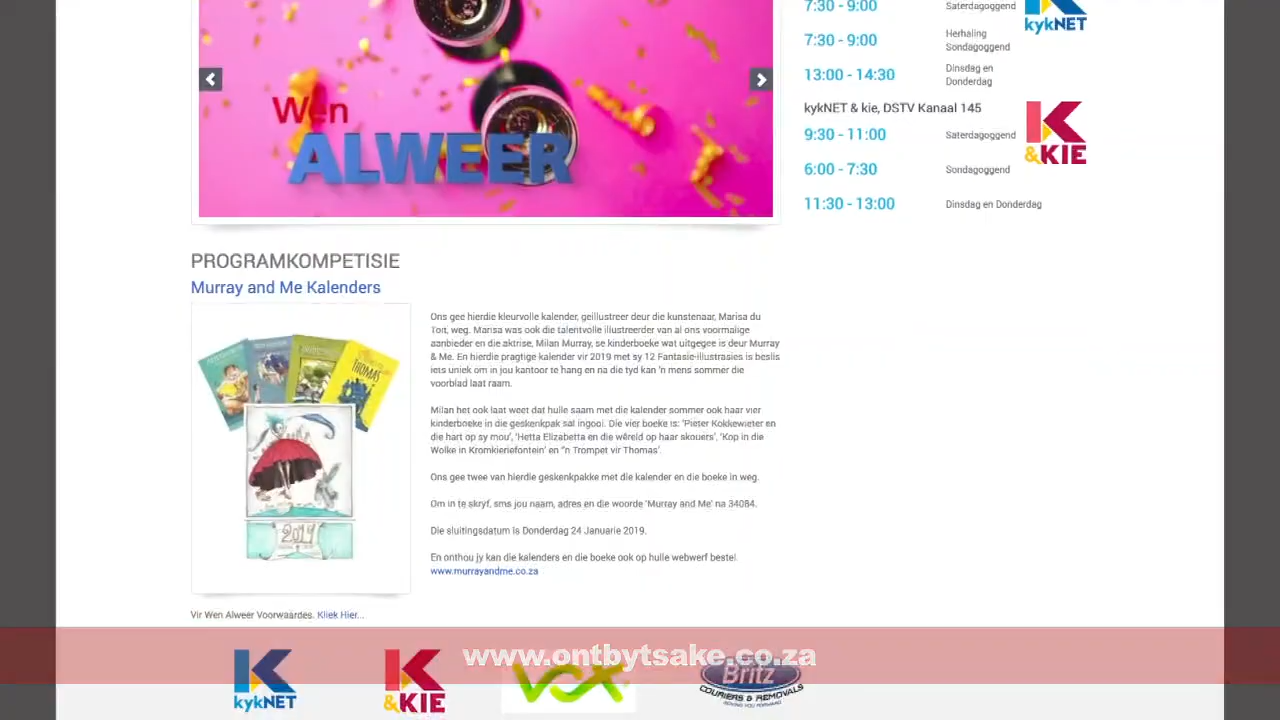 7:30 - 9:00 Saterdagoggend
kykNET
7:30 - 9:00 Herhaling Sondagoggend
13:00 - 14:30 Dinsdag en Donderdag
kykNET & kie, DSTV Kanaal 145
9:30 - 11:00 Saterdagoggend
6:00 - 7:30 Sondagoggend
K
&KIE
11:30 - 13:00 Dinsdag en Donderdag
Wen
ALWEER
PROGRAMKOMPETISIE
Murray and Me Kalenders
THOMAS
2019
Ons gee hierdie kleurvolle kalender, geillustreer deur die kunstenaar, Marisa du
Toit, weg. Marisa was ook die talentvolle illustreerder van al ons voormalige
aanbieder en die aktrise, Milan Murray, se kinderboeke wat uitgegee is deur Murray
& Me. En hierdie pragtige kalender vir 2019 met sy 12 Fantasie-illustrasies is beslis
iets uniek om in jou kantoor te hang en na die tyd kan 'n mens sommer die
voorblad laat raam.
Milan het ook laat weet dat hulle saam met die kalender sommer ook haar vier
kinderboeke in die geskenkpak sal ingooi. Die vier boeke is: 'Pieter Kokkewieter en
die hart op sy mou', 'Hetta Elizabetta en die wêreld op haar skouers', 'Kop in die
Wolke in Kromkieriefontein' en ''n Trompet vir Thomas'.
Ons gee twee van hierdie geskenkpakke met die kalender en die boeke in weg.
Om in te skryf, sms jou naam, adres en die woorde 'Murray and Me' na 34084.
Die sluitingsdatum is Donderdag 24 Januarie 2019.
En onthou jy kan die kalenders en die boeke ook op hulle webwerf bestel.
www.murrayandme.co.za
Vir Wen Alweer Voorwaardes. Kliek Hier...
www.ontbytsake.co.za
K
kykNET
K
&KIE
VOX
Britz
COURIERS & REMOVALS
MOVING YOU FORWARD